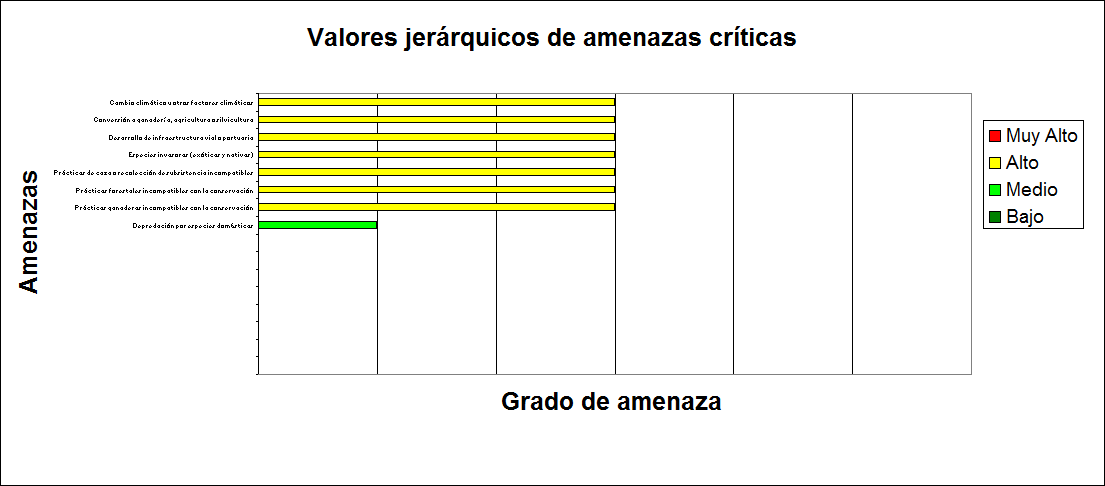 Valores jerárquicos de amenazas críticas
Cambio climático u otros factores climáticos
Conversión a ganadería, agricultura o silvicultura
Desarrollo de infraestructura vial o portuaria
Especies invasoras (exóticas y nativas)
Prácticas de caza o recolección de subsistencia incompatibles
Prácticas forestales incompatibles con la conservación
Prácticas ganaderas incompatibles con la conservación
Depredación por especies domésticas
Amenazas
Grado de amenaza
Muy Alto
Alto
Medio
Bajo